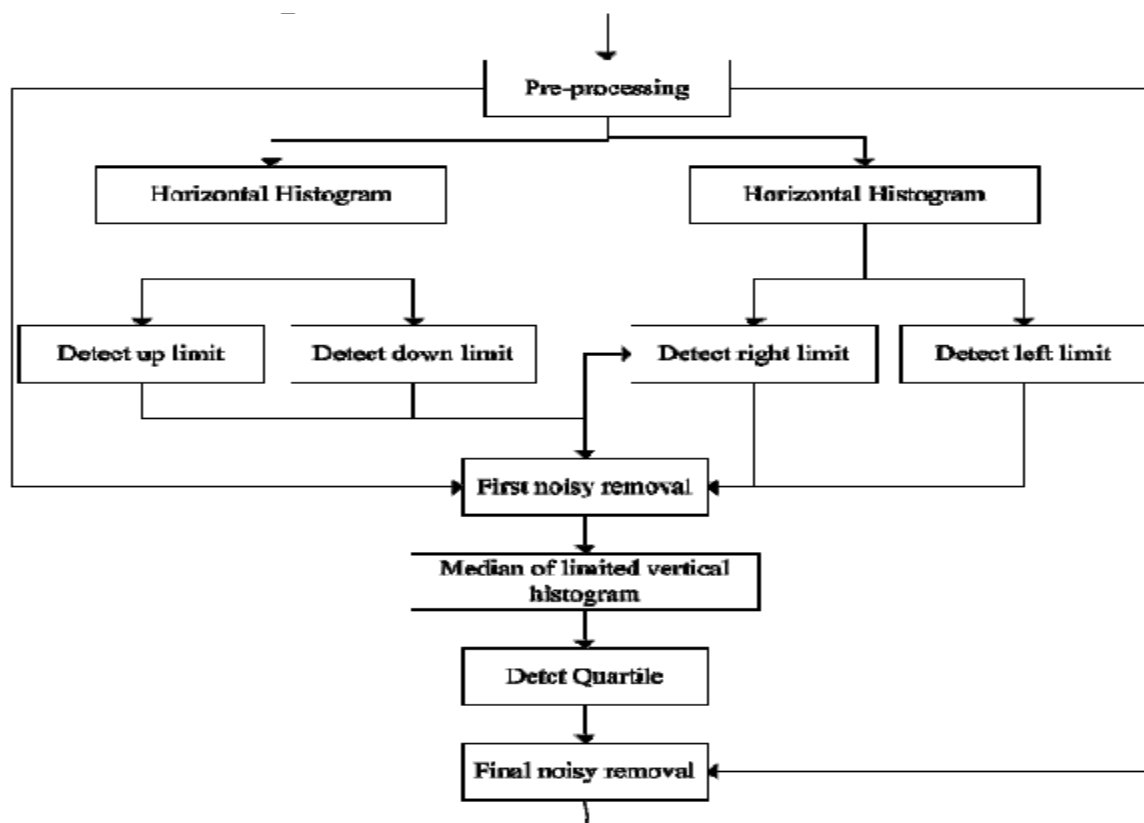 Pre-processing
Horizontal Histogram
Horizontal Histogram
Detect up limit
Detect down limit
Detect right limit
Detect left limit
First noisy removal
Median of limited vertical
histogram
Detct Quartile
Final noisy removal